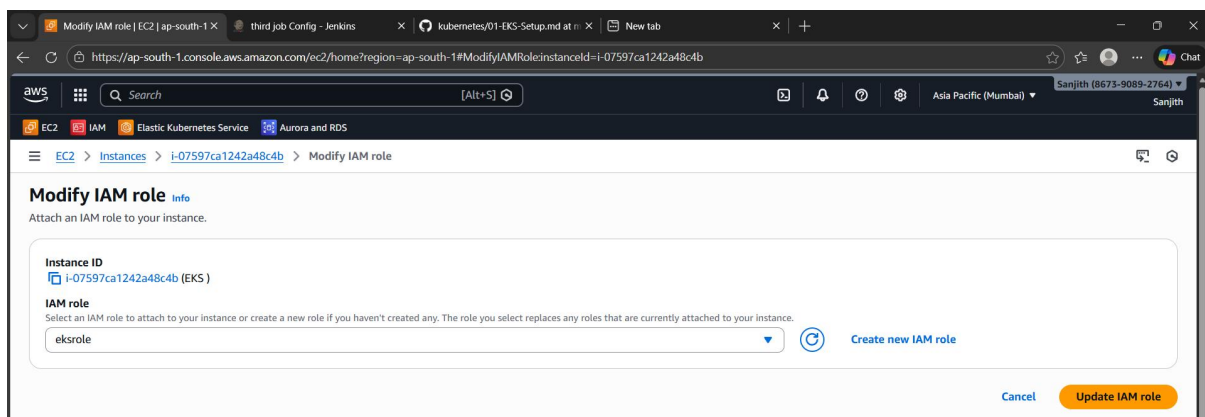 Modify IAM role | EC2 | ap-south-1
third job Config - Jenkins
kubernetes/01-EKS-Setup.md at m
New tab
https://ap-south-1.console.aws.amazon.com/ec2/home?region=ap-south-1#ModifyIAMRole:instanceId=i-07597ca1242a48c4b
Chat
aws
Search
[Alt+S]
Asia Pacific (Mumbai)
Sanjith (8673-9089-2764)
Sanjith
EC2 IAM Elastic Kubernetes Service Aurora and RDS
EC2 > Instances > i-07597ca1242a48c4b > Modify IAM role
Modify IAM role Info
Attach an IAM role to your instance.
Instance ID
i-07597ca1242a48c4b (EKS )
IAM role
Select an IAM role to attach to your instance or create a new role if you haven't created any. The role you select replaces any roles that are currently attached to your instance.
eksrole
Create new IAM role
Cancel
Update IAM role